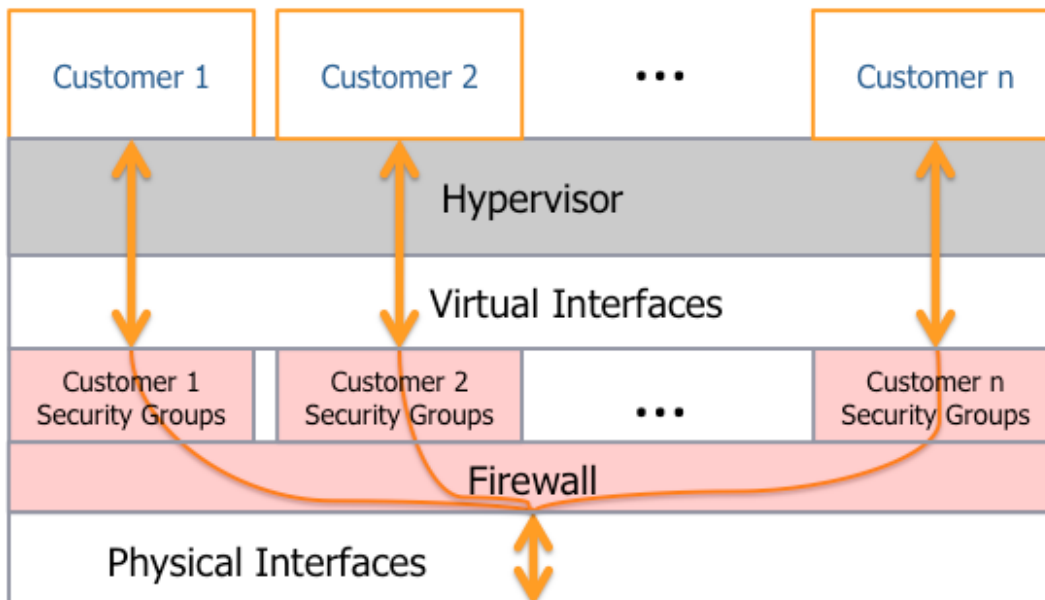 Customer 1
Customer 2
...
Customer n
Hypervisor
Virtual Interfaces
Customer 1
Security Groups
Customer 2
Security Groups
...
Customer n
Security Groups
Firewall
Physical Interfaces